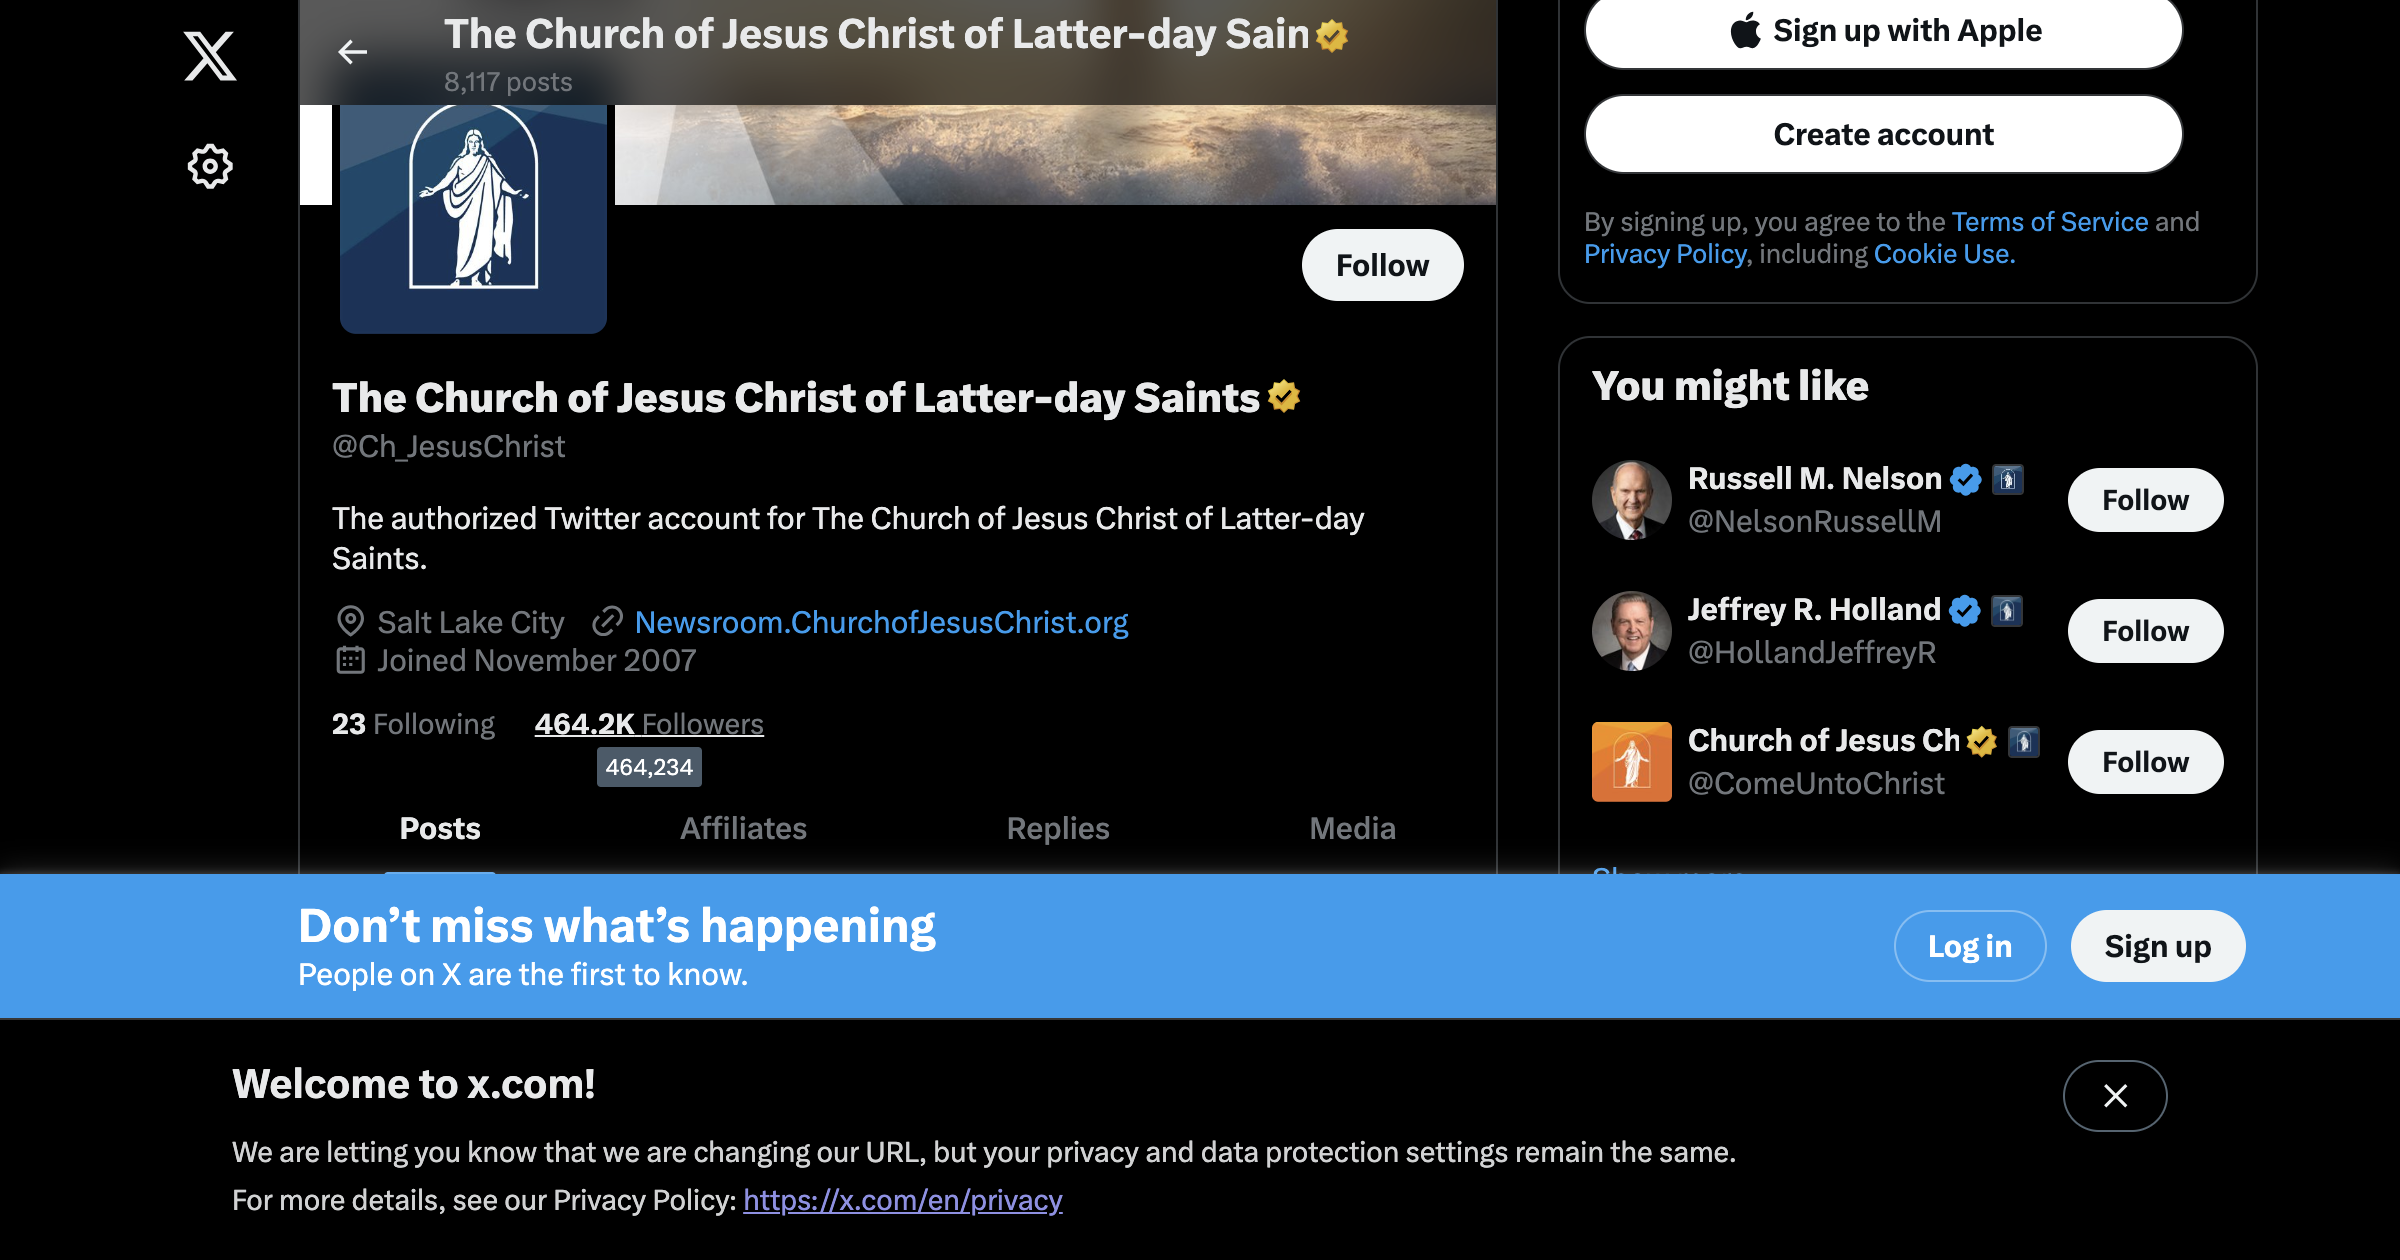 The Church of Jesus Christ of Latter-day Sain
8,117 posts
Follow
The Church of Jesus Christ of Latter-day Saints
@Ch_JesusChrist
The authorized Twitter account for The Church of Jesus Christ of Latter-day
Saints.
Salt Lake City Newsroom.ChurchofJesusChrist.org
Joined November 2007
23 Following 464.2K Followers
464,234
Posts Affiliates Replies Media
Sign up with Apple
Create account
By signing up, you agree to the Terms of Service and
Privacy Policy, including Cookie Use.
You might like
Russell M. Nelson
@NelsonRussellM
Follow
Jeffrey R. Holland
@HollandJeffreyR
Follow
Church of Jesus Ch
@ComeUntoChrist
Follow
Don’t miss what’s happening
People on X are the first to know.
Log in Sign up
Welcome to x.com!
We are letting you know that we are changing our URL, but your privacy and data protection settings remain the same.
For more details, see our Privacy Policy: https://x.com/en/privacy